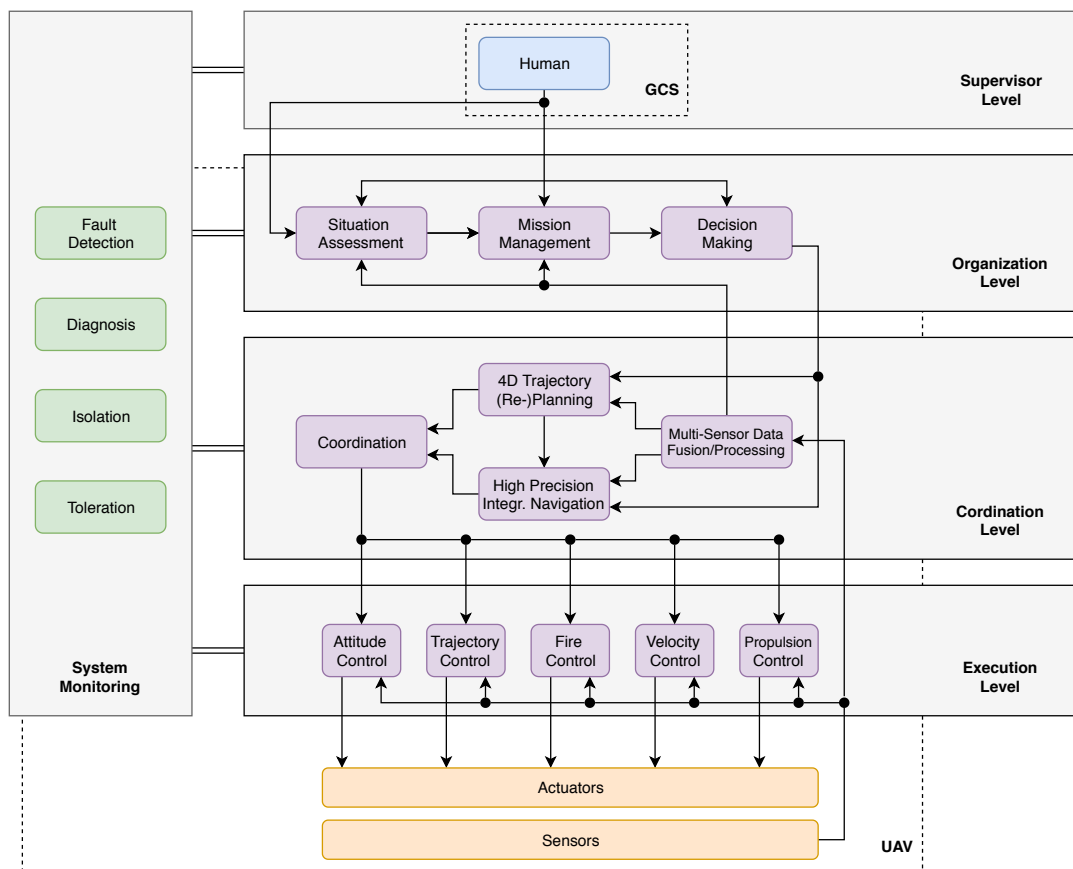 Human
GCS
Supervisor
Level
Situation
Assessment
Mission
Management
Decision
Making
Organization
Level
Fault
Detection
Diagnosis
Isolation
Toleration
System
Monitoring
4D Trajectory
(Re-)Planning
Coordination
Multi-Sensor Data
Fusion/Processing
High Precision
Integr. Navigation
Cordination
Level
Attitude
Control
Trajectory
Control
Fire
Control
Velocity
Control
Propulsion
Control
Execution
Level
Actuators
Sensors
UAV